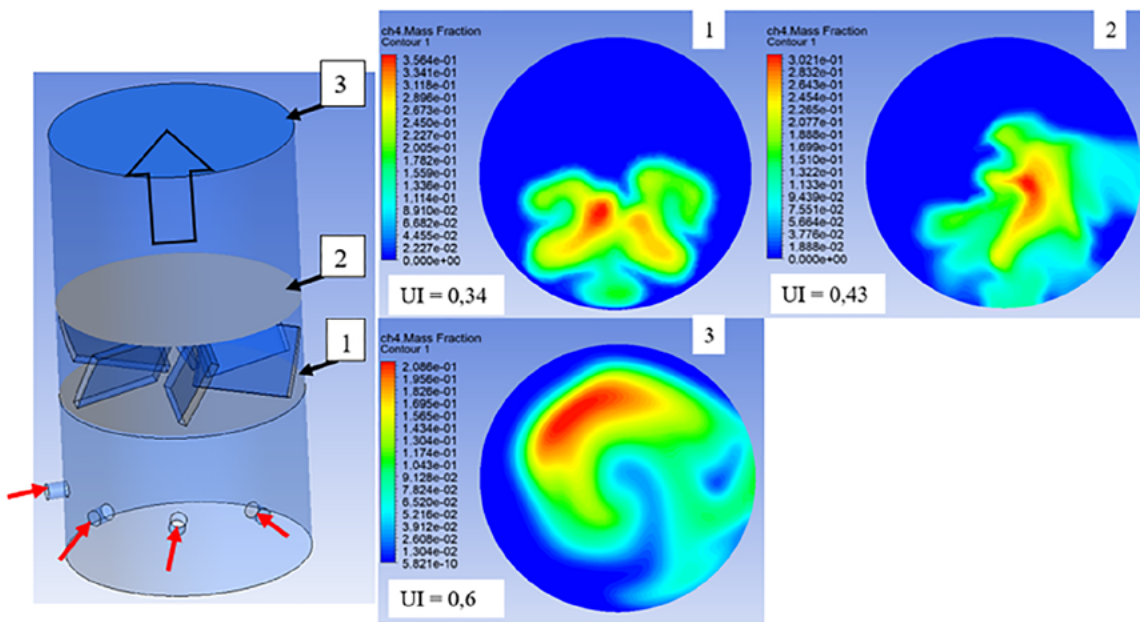 3
2
1
ch4.Mass Fraction
Contour 1
1
3.564e-01
3.341e-01
3.118e-01
2.896e-01
2.673e-01
2.450e-01
2.227e-01
2.005e-01
1.782e-01
1.559e-01
1.336e-01
1.114e-01
8.910e-02
6.682e-02
4.455e-02
2.227e-02
0.000e+00
UI = 0,34
ch4.Mass Fraction
Contour 1
2
3.021e-01
2.832e-01
2.643e-01
2.454e-01
2.265e-01
2.077e-01
1.888e-01
1.699e-01
1.510e-01
1.322e-01
1.133e-01
9.439e-02
7.551e-02
5.664e-02
3.776e-02
1.888e-02
0.000e+00
UI = 0,43
ch4.Mass Fraction
Contour 1
3
2.086e-01
1.956e-01
1.826e-01
1.695e-01
1.565e-01
1.434e-01
1.304e-01
1.174e-01
1.043e-01
9.128e-02
7.824e-02
6.520e-02
5.216e-02
3.912e-02
2.608e-02
1.304e-02
5.821e-10
UI = 0,6